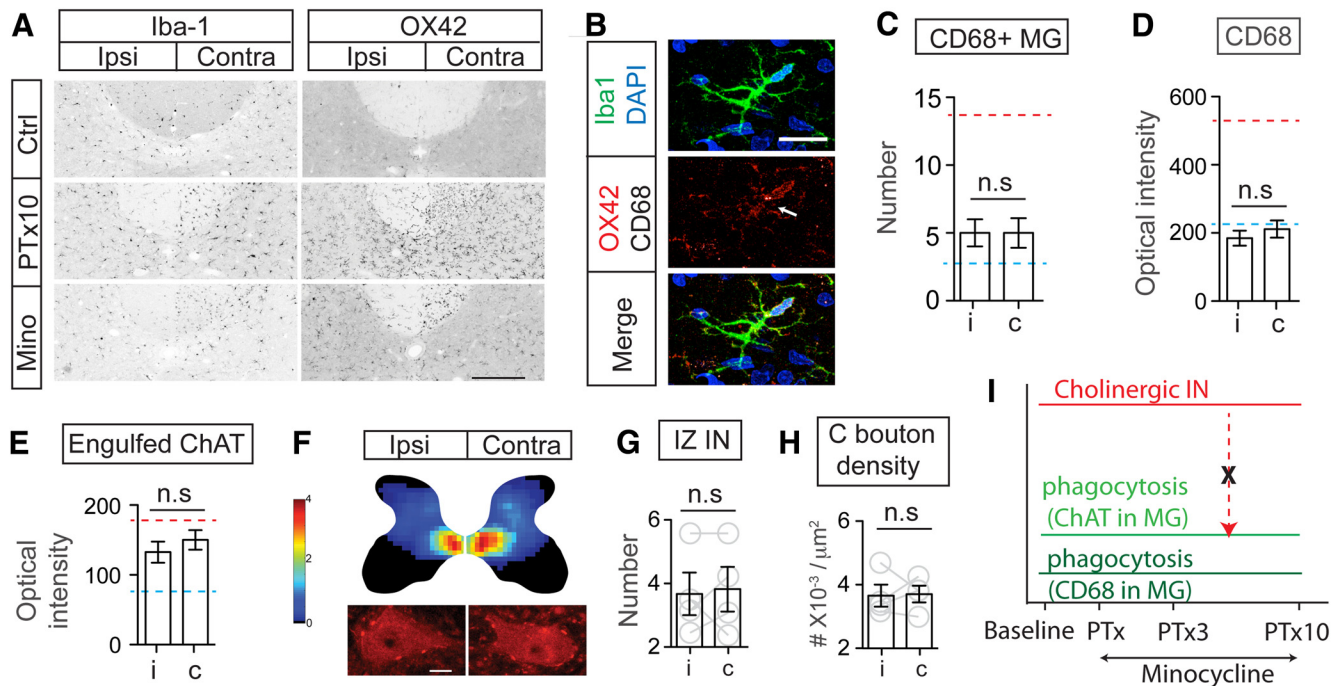 A
Iba-1
OX42
Ipsi
Contra
Ipsi
Contra
Ctrl
PTx10
Mino
B
Iba1
DAPI
OX42
CD68
Merge
C
CD68+ MG
Number
15
10
5
0
n.s
i
c
D
CD68
Optical intensity
600
400
200
0
n.s
i
c
E
Engulfed ChAT
Optical
intensity
200
100
0
n.s
i
c
F
Ipsi
Contra
4
2
0
G
IZ IN
Number
6
4
2
n.s
i
c
H
C bouton
density
# X10-3 / μm2
6
4
2
n.s
i
c
I
Cholinergic IN
X
phagocytosis
(ChAT in MG)
phagocytosis
(CD68 in MG)
Baseline PTx PTx3 PTx10
Minocycline